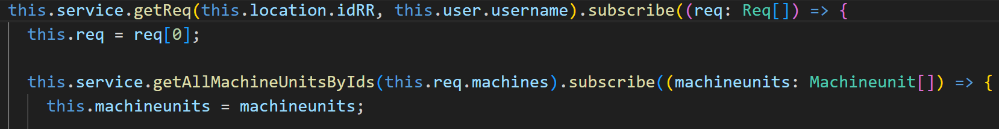 this.service.getReq(this.location.idRR, this.user.username).subscribe((req: Req[]) => {
this.req = req[0];
this.service.getAllMachineUnitsByIds(this.req.machines).subscribe((machineunits: Machineunit[]) => {
this.machineunits = machineunits;